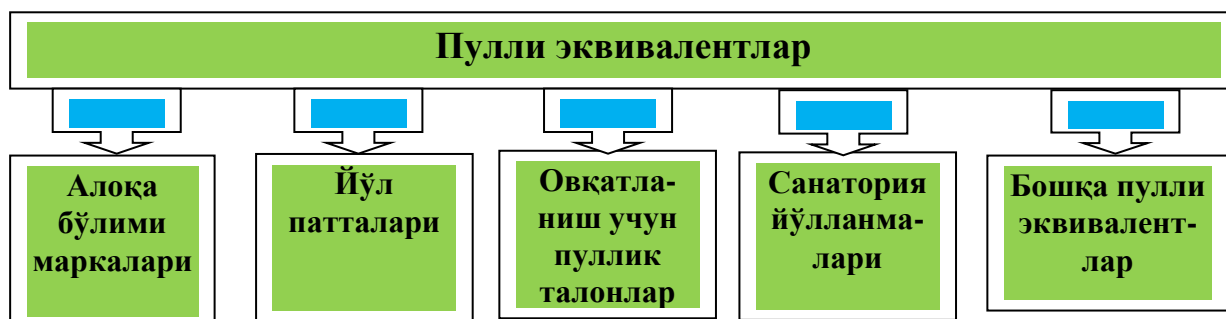 Пулли эквивалентлар
Алоқа
бўлими
маркалари
Йўл
патталари
Овқатла-
ниш учун
пуллик
талонлар
Санатория
йўлланма-
лари
Бошқа пулли
эквивалент-
лар